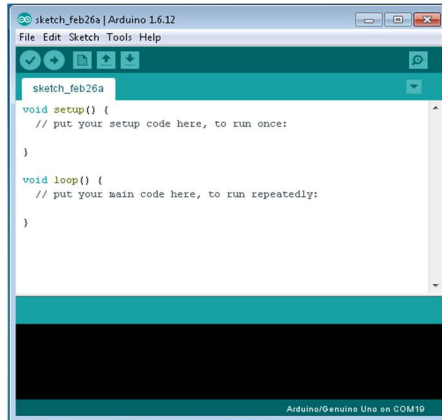 sketch_feb26a | Arduino 1.6.12
File Edit Sketch Tools Help
sketch_feb26a
void setup() {
  // put your setup code here, to run once:
}
void loop() {
  // put your main code here, to run repeatedly:
}
Arduino/Genuino Uno on COM19